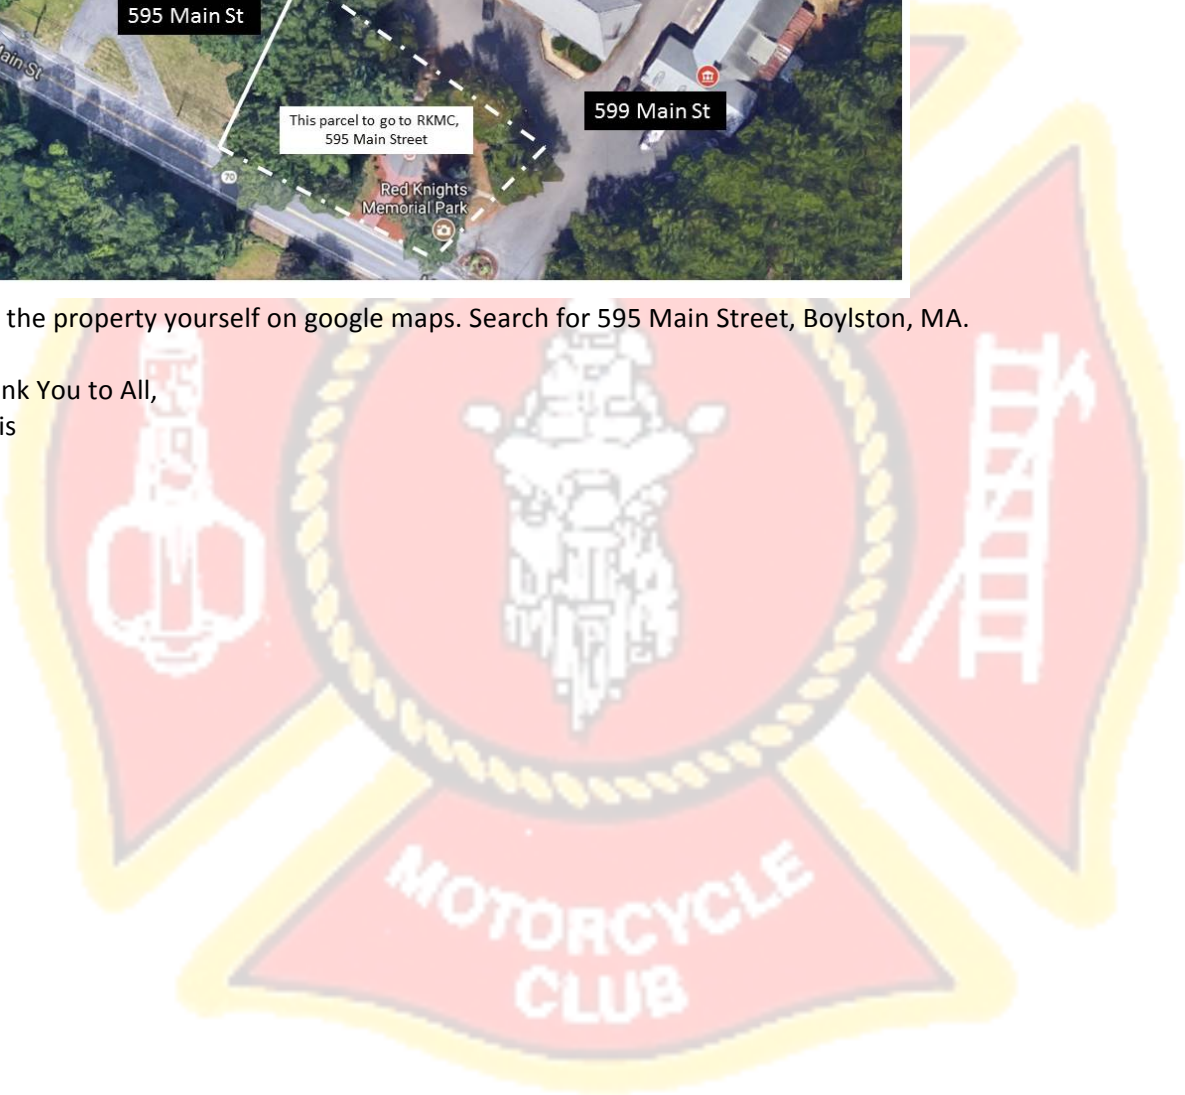 595 Main St
Main St
599 Main St
This parcel to go to RKMC,
595 Main Street
70
Red Knights
Memorial Park
the property yourself on google maps. Search for 595 Main Street, Boylston, MA.
nk You to All,
is
MOTORCYCLE
CLUB